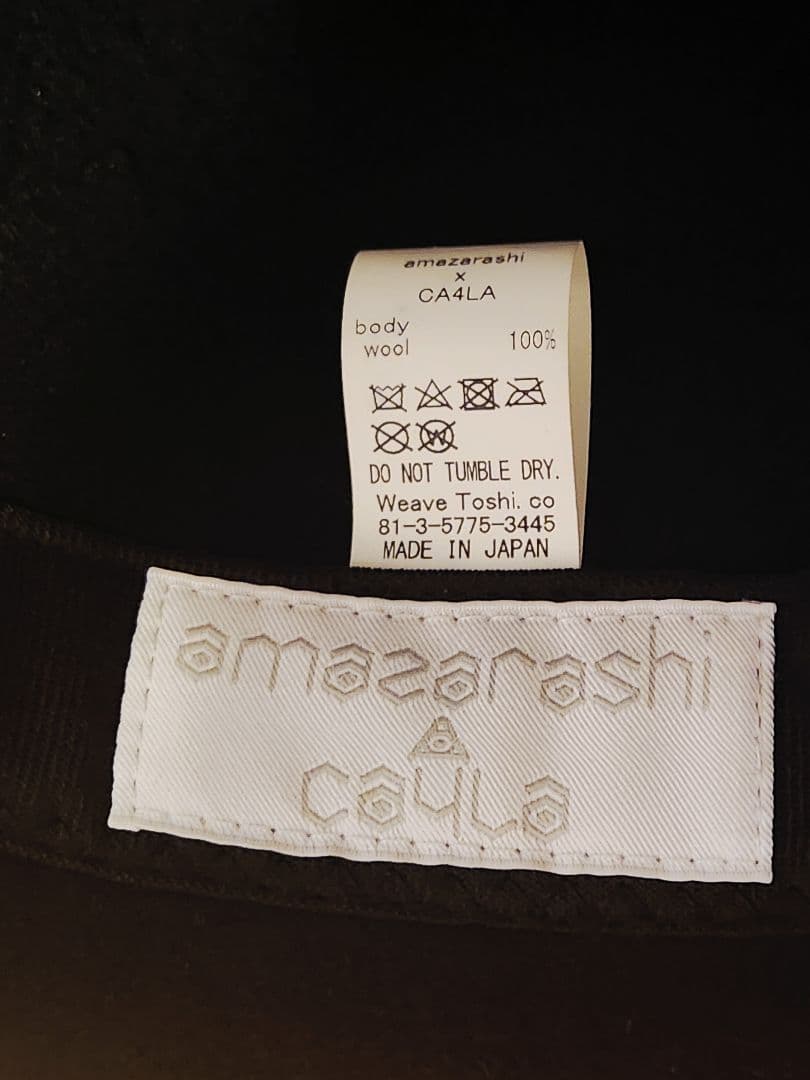 amazarashi
×
CA4LA
body
wool 100%
DO NOT TUMBLE DRY.
Weave Toshi. co
81-3-5775-3445
MADE IN JAPAN
amazarashi
ca4la